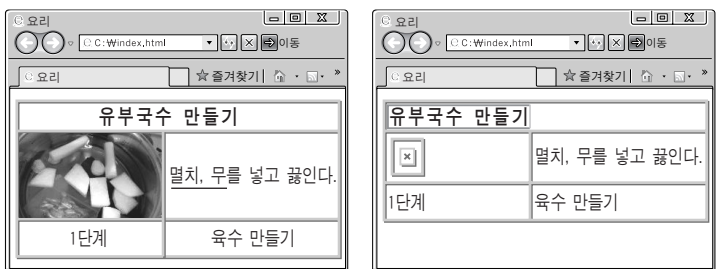 요리
C:₩index,html
이동
요리
즐겨찾기
유부국수 만들기
멸치, 무를 넣고 끓인다.
1단계
육수 만들기
요리
C:₩index,html
이동
요리
즐겨찾기
유부국수 만들기
멸치, 무를 넣고 끓인다.
1단계
육수 만들기